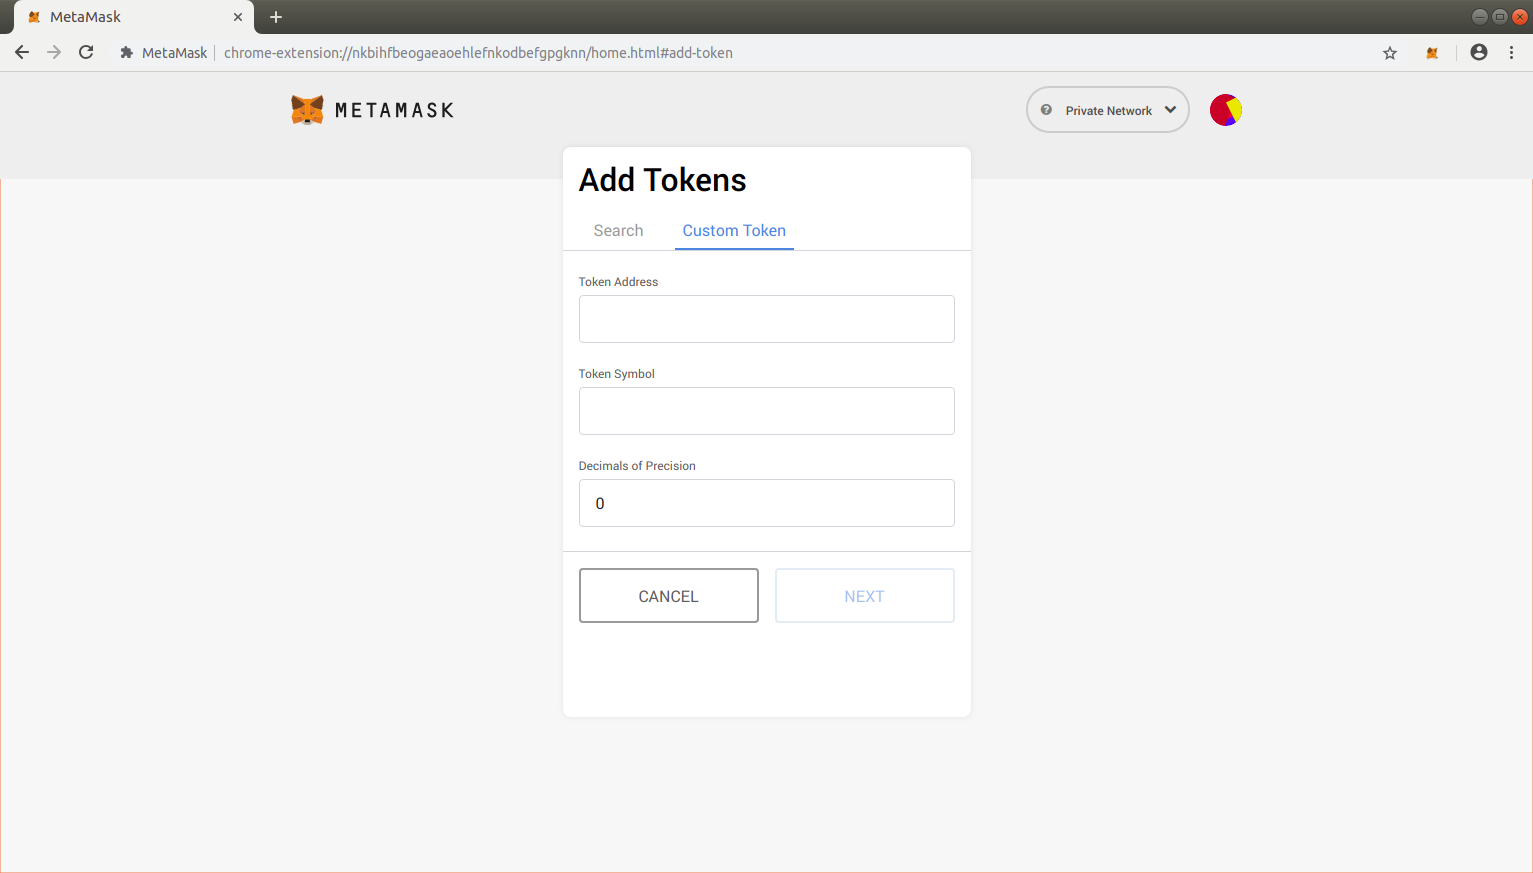 MetaMask
MetaMask chrome-extension://nkbihfbeogaeaoehlefnkodbefgpgknn/home.html#add-token
METAMASK
Private Network
Add Tokens
Search Custom Token
Token Address
Token Symbol
Decimals of Precision
0
CANCEL NEXT